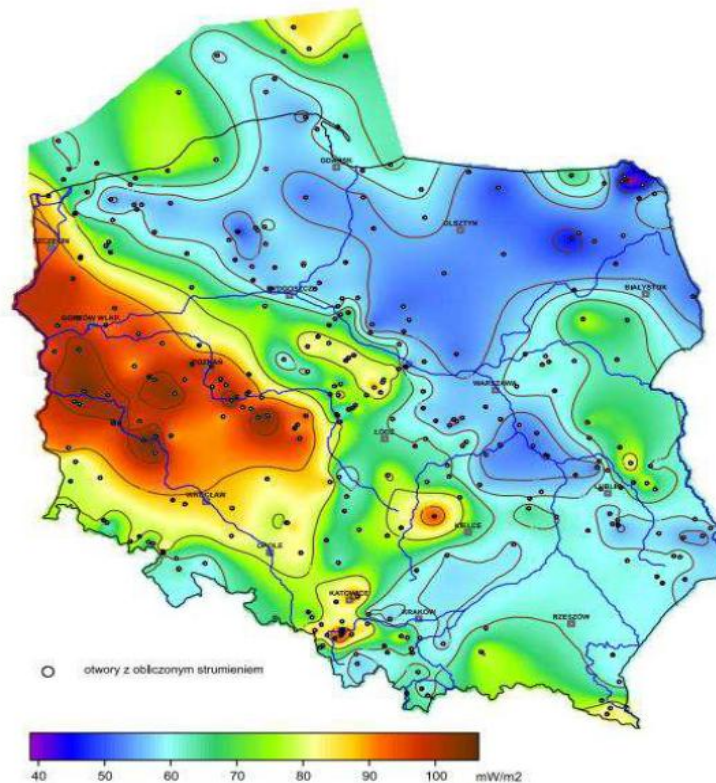 GDAŃSK
OLSZTYN
SZCZECIN
BYDGOSZCZ
BIAŁYSTOK
GORZÓW WLKP.
POZNAŃ
WARSZAWA
ŁÓDŹ
WROCŁAW
KIELCE
OPOLE
KATOWICE
KRAKÓW
RZESZÓW
otwory z obliczonym strumieniem
40 50 60 70 80 90 100 mW/m2